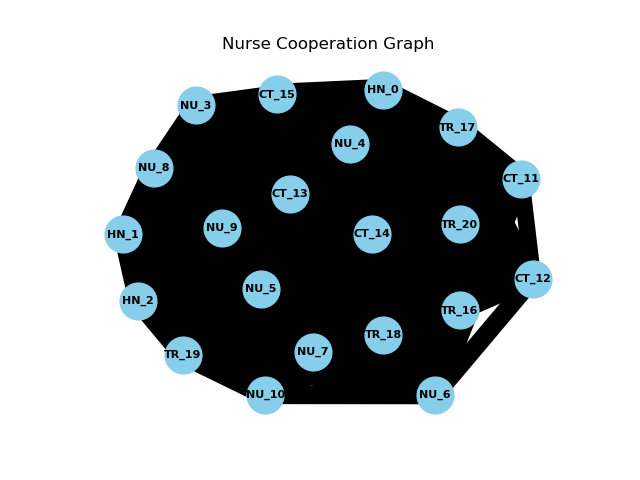 Nurse Cooperation Graph
HN_0
CT_15
NU_3
TR_17
NU_4
NU_8
CT_11
CT_13
TR_20
NU_9
HN_1
CT_14
CT_12
NU_5
HN_2
TR_16
TR_18
NU_7
TR_19
NU_10
NU_6